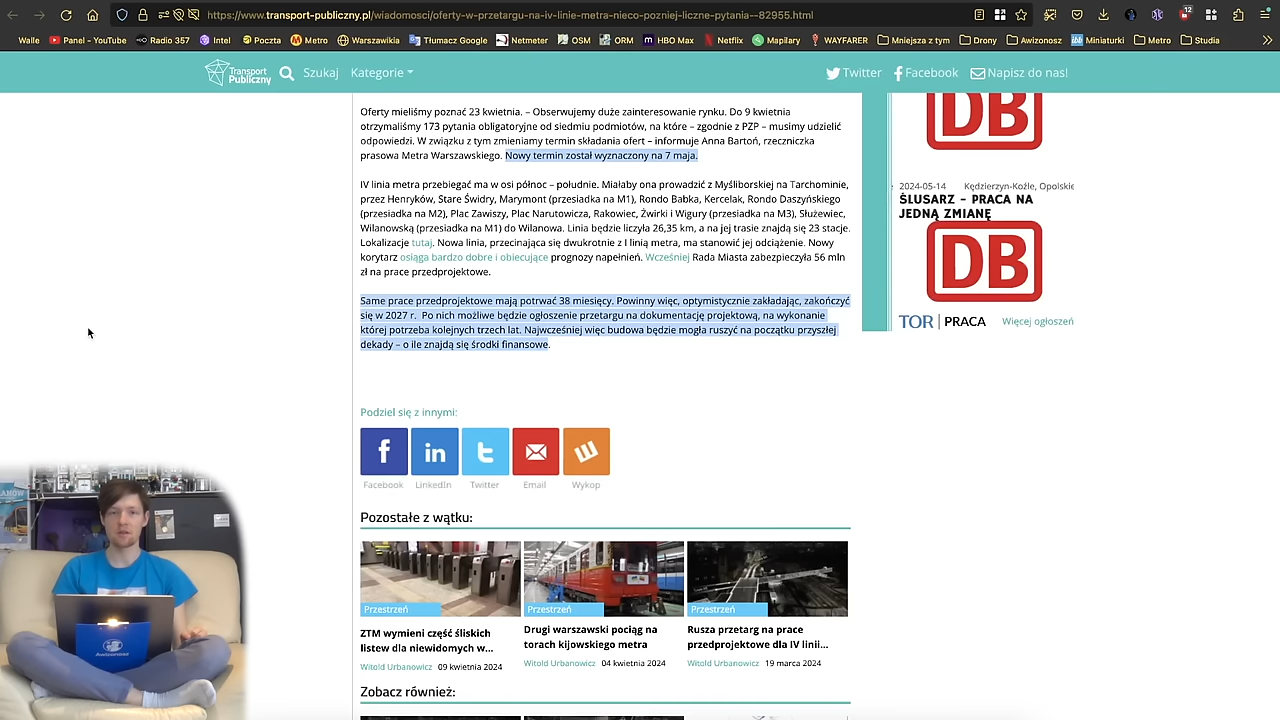 https://www.transport-publiczny.pl/wiadomosci/oferty-w-przetargu-na-iv-linie-metra-nieco-pozniej-liczne-pytania--82955.html
12
Walle Panel - YouTube Radio 357 Intel Poczta Metro Warszawikia Tłumacz Google Netmeter OSM ORM HBO Max Netflix Mapilary WAYFARER Mniejsza z tym Drony Awizonosz Miniaturki Metro Studia
Transport Publiczny Szukaj Kategorie Twitter Facebook Napisz do nas!
Oferty mieliśmy poznać 23 kwietnia. – Obserwujemy duże zainteresowanie rynku. Do 9 kwietnia
otrzymaliśmy 173 pytania obligatoryjne od siedmiu podmiotów, na które – zgodnie z PZP – musimy udzielić
odpowiedzi. W związku z tym zmieniamy termin składania ofert – informuje Anna Bartoń, rzeczniczka
prasowa Metra Warszawskiego. Nowy termin został wyznaczony na 7 maja.
IV linia metra przebiegać ma w osi północ – południe. Miałaby ona prowadzić z Myśliborskiej na Tarchominie,
przez Henryków, Stare Świdry, Marymont (przesiadka na M1), Rondo Babka, Kercelak, Rondo Daszyńskiego
(przesiadka na M2), Plac Zawiszy, Plac Narutowicza, Rakowiec, Żwirki i Wigury (przesiadka na M3), Służewiec,
Wilanowską (przesiadka na M1) do Wilanowa. Linia będzie liczyła 26,35 km, a na jej trasie znajdą się 23 stacje.
Lokalizacje tutaj. Nowa linia, przecinająca się dwukrotnie z I linią metra, ma stanowić jej odciążenie. Nowy
korytarz osiąga bardzo dobre i obiecujące prognozy napełnień. Wcześniej Rada Miasta zabezpieczyła 56 mln
zł na prace przedprojektowe.
Same prace przedprojektowe mają potrwać 38 miesięcy. Powinny więc, optymistycznie zakładając, zakończyć
się w 2027 r. Po nich możliwe będzie ogłoszenie przetargu na dokumentację projektową, na wykonanie
której potrzeba kolejnych trzech lat. Najwcześniej więc budowa będzie mogła ruszyć na początku przyszłej
dekady – o ile znajdą się środki finansowe.
DB
2024-05-14 Kędzierzyn-Koźle, Opolskie
ŚLUSARZ – PRACA NA
JEDNĄ ZMIANĘ
DB
TOR PRACA Więcej ogłoszeń
Podziel się z innymi:
Facebook LinkedIn Twitter Email Wykop
Pozostałe z wątku:
Przestrzeń Przestrzeń Przestrzeń
ZTM wymieni część śliskich
listew dla niewidomych w...
Witold Urbanowicz 09 kwietnia 2024
Drugi warszawski pociąg na
torach kijowskiego metra
Witold Urbanowicz 04 kwietnia 2024
Rusza przetarg na prace
przedprojektowe dla IV linii...
Witold Urbanowicz 19 marca 2024
Zobacz również:
Awizonosz